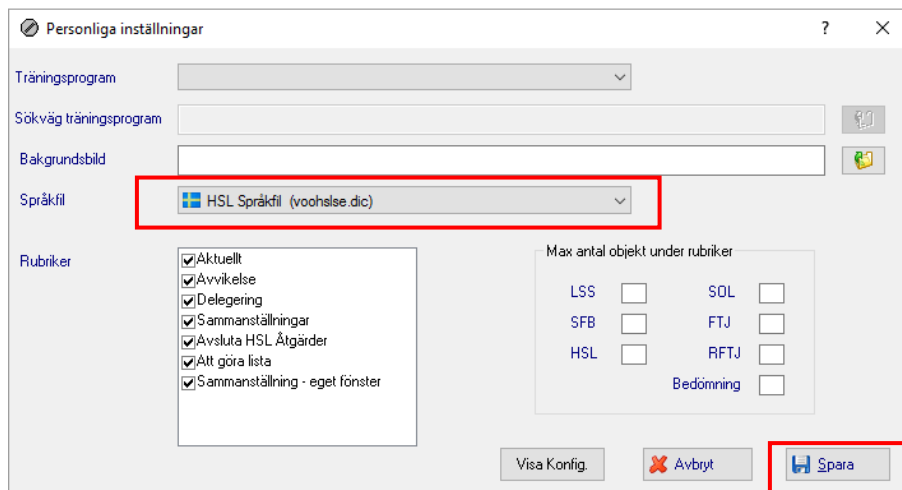 Personliga inställningar
Träningsprogram
Sökväg träningsprogram
Bakgrundsbild
Språkfil
HSL Språkfil (voohslse.dic)
Rubriker
Aktuellt
Avvikelse
Delegering
Sammanställningar
Avsluta HSL Åtgärder
Att göra lista
Sammanställning - eget fönster
Max antal objekt under rubriker
LSS SOL
SFB FTJ
HSL RFTJ
Bedömning
Visa Konfig. Avbryt Spara